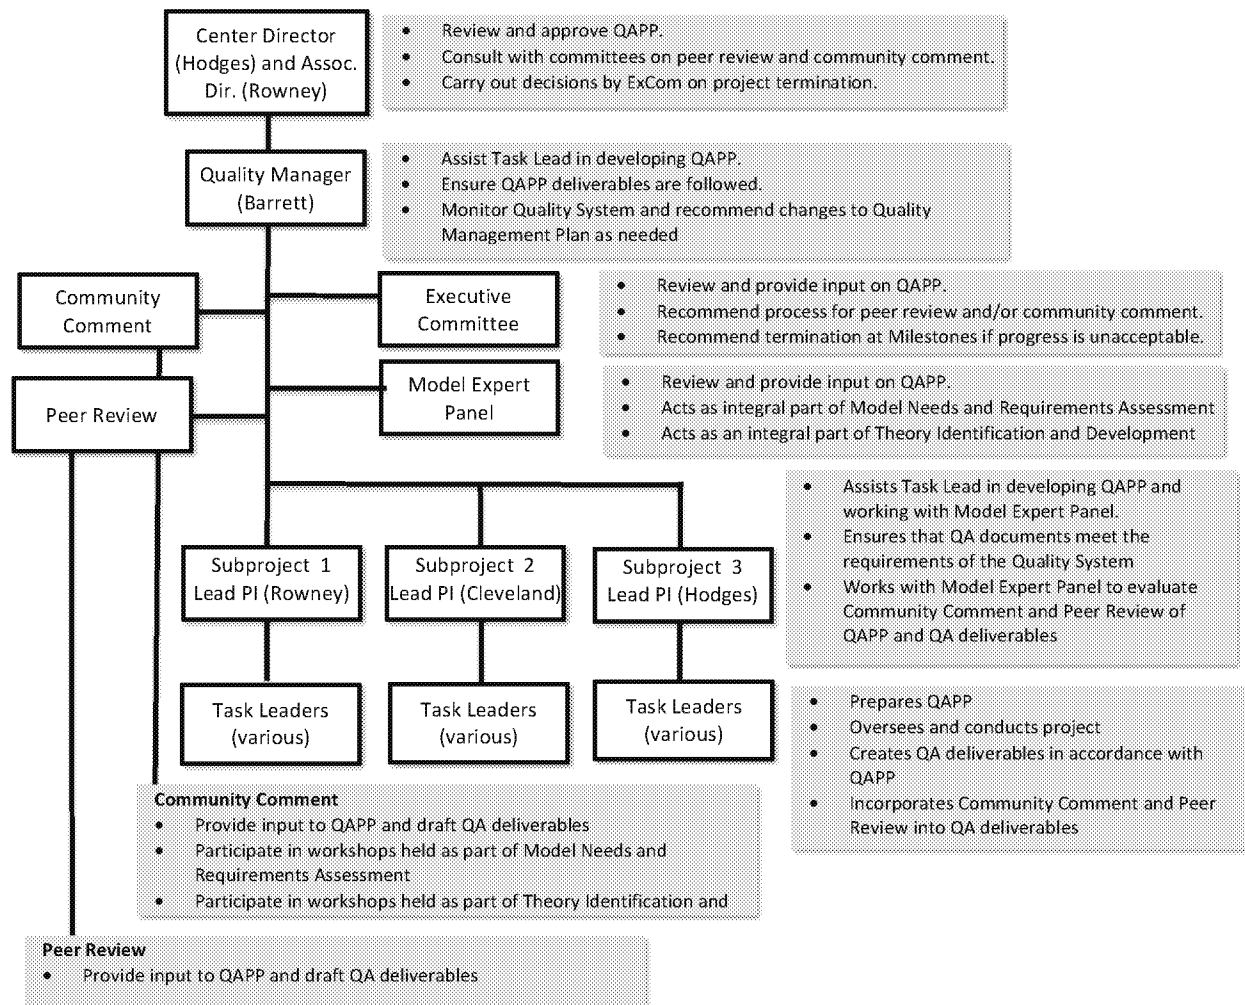 Center Director
(Hodges) and Assoc.
Dir. (Rowney)
• Review and approve QAPP.
• Consult with committees on peer review and community comment.
• Carry out decisions by ExCom on project termination.
Quality Manager
(Barrett)
• Assist Task Lead in developing QAPP.
• Ensure QAPP deliverables are followed.
• Monitor Quality System and recommend changes to Quality
Management Plan as needed
Community
Comment
Executive
Committee
• Review and provide input on QAPP.
• Recommend process for peer review and/or community comment.
• Recommend termination at Milestones if progress is unacceptable.
Peer Review
Model Expert
Panel
• Review and provide input on QAPP.
• Acts as integral part of Model Needs and Requirements Assessment
• Acts as an integral part of Theory Identification and Development
Subproject 1
Lead PI (Rowney)
Subproject 2
Lead PI (Cleveland)
Subproject 3
Lead PI (Hodges)
• Assists Task Lead in developing QAPP and
working with Model Expert Panel.
• Ensures that QA documents meet the
requirements of the Quality System
• Works with Model Expert Panel to evaluate
Community Comment and Peer Review of
QAPP and QA deliverables
Task Leaders
(various)
Task Leaders
(various)
Task Leaders
(various)
• Prepares QAPP
• Oversees and conducts project
• Creates QA deliverables in accordance with
QAPP
• Incorporates Community Comment and Peer
Review into QA deliverables
Community Comment
• Provide input to QAPP and draft QA deliverables
• Participate in workshops held as part of Model Needs and
Requirements Assessment
• Participate in workshops held as part of Theory Identification and
Peer Review
• Provide input to QAPP and draft QA deliverables